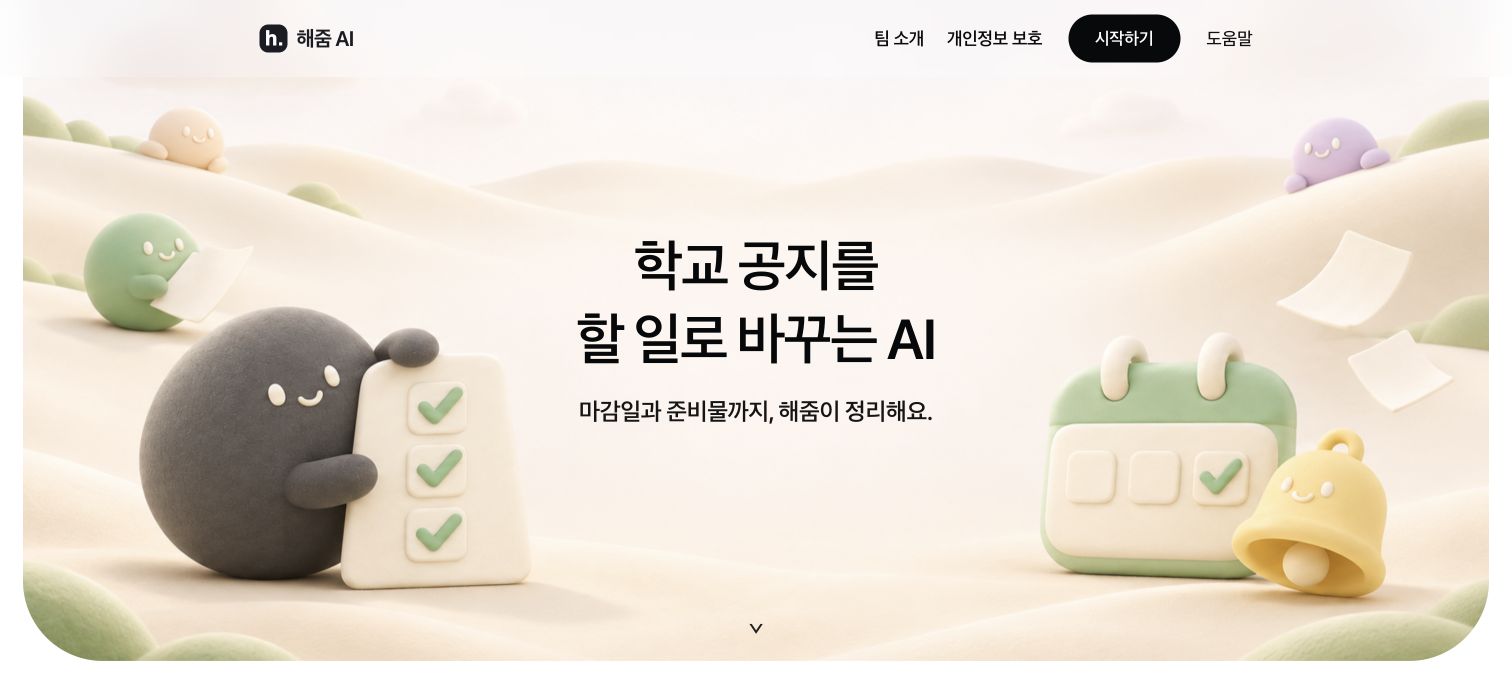 h. 해줌 AI
팀 소개
개인정보 보호
시작하기
도움말
학교 공지를
할 일로 바꾸는 AI
마감일과 준비물까지, 해줌이 정리해요.